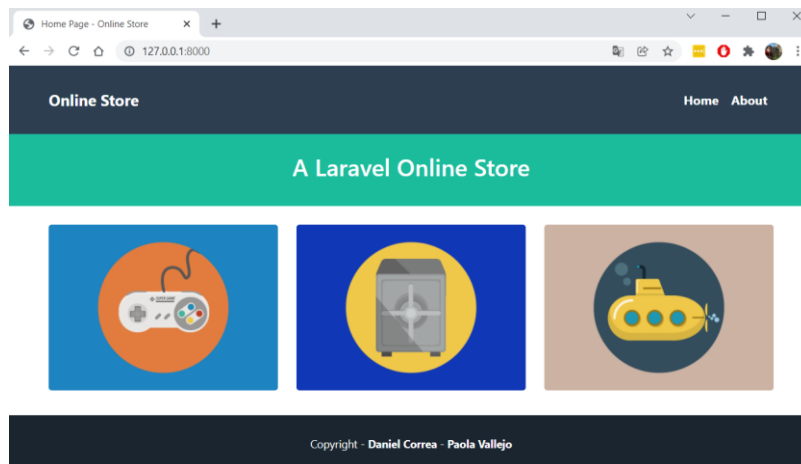 Home Page - Online Store
127.0.0.1:8000
Online Store Home About
A Laravel Online Store
Copyright - Daniel Correa - Paola Vallejo